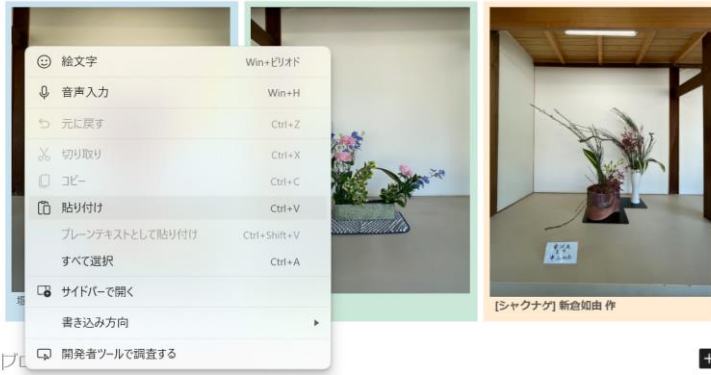 絵文字 Win+ピリオド
音声入力 Win+H
元に戻す Ctrl+Z
切り取り Ctrl+X
コピー Ctrl+C
貼り付け Ctrl+V
プレーンテキストとして貼り付け Ctrl+Shift+V
すべて選択 Ctrl+A
サイドバーで開く
書き込み方向
開発者ツールで調査する
[シャクナゲ] 新倉如由 作